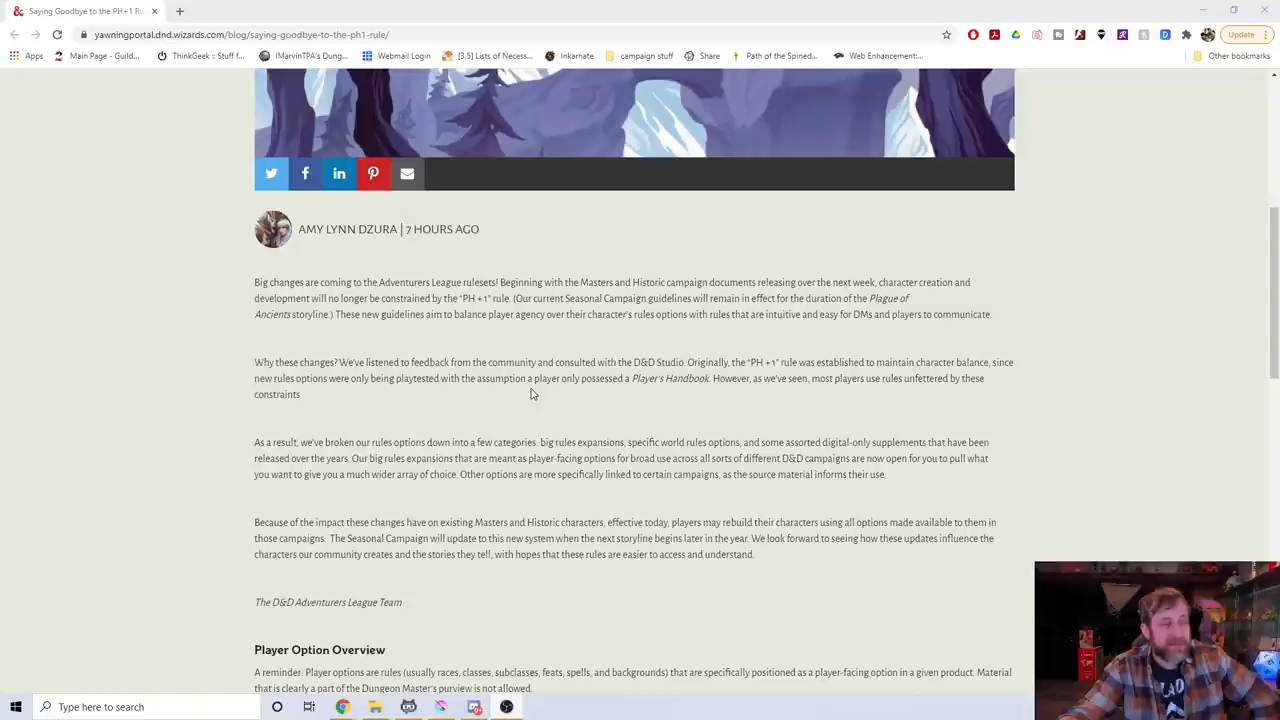 Saying Goodbye to the PH+1 Ru
yawningportal.dnd.wizards.com/blog/saying-goodbye-to-the-ph1-rule/
Update
Apps
Main Page - Guild...
ThinkGeek :: Stuff f...
!MarvinTPA's Dung...
Webmail Login
[3.5] Lists of Necess...
Inkarnate
campaign stuff
Share
Path of the Spined...
Web Enhancement:...
Other bookmarks
AMY LYNN DZURA | 7 HOURS AGO
Big changes are coming to the Adventurers League rulesets! Beginning with the Masters and Historic campaign documents releasing over the next week, character creation and
development will no longer be constrained by the "PH + 1" rule. (Our current Seasonal Campaign guidelines will remain in effect for the duration of the Plague of
Ancients storyline.) These new guidelines aim to balance player agency over their character's rules options with rules that are intuitive and easy for DMs and players to communicate.
Why these changes? We've listened to feedback from the community and consulted with the D&D Studio. Originally, the "PH + 1" rule was established to maintain character balance, since
new rules options were only being playtested with the assumption a player only possessed a Player's Handbook. However, as we've seen, most players use rules unfettered by these
constraints
As a result, we've broken our rules options down into a few categories: big rules expansions, specific world rules options, and some assorted digital-only supplements that have been
released over the years. Our big rules expansions that are meant as player-facing options for broad use across all sorts of different D&D campaigns are now open for you to pull what
you want to give you a much wider array of choice. Other options are more specifically linked to certain campaigns, as the source material informs their use.
Because of the impact these changes have on existing Masters and Historic characters, effective today, players may rebuild their characters using all options made available to them in
those campaigns. The Seasonal Campaign will update to this new system when the next storyline begins later in the year. We look forward to seeing how these updates influence the
characters our community creates and the stories they tell, with hopes that these rules are easier to access and understand.
The D&D Adventurers League Team
Player Option Overview
A reminder: Player options are rules (usually races, classes, subclasses, feats, spells, and backgrounds) that are specifically positioned as a player-facing option in a given product. Material
that is clearly a part of the Dungeon Master's purview is not allowed.
Type here to search